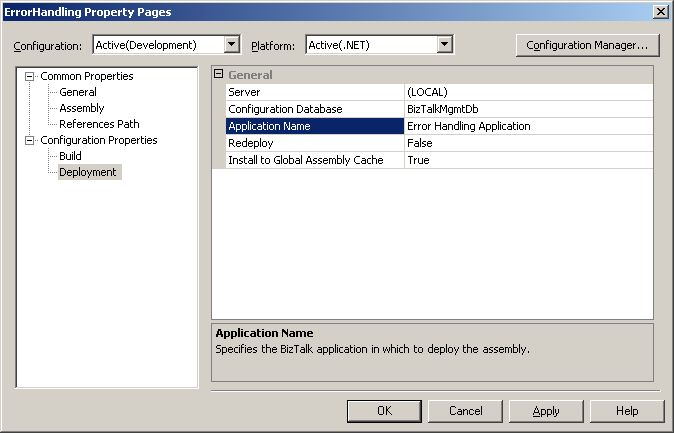 ErrorHandling Property Pages
Configuration: Active(Development) Platform: Active(.NET) Configuration Manager...
Common Properties
General
Assembly
References Path
Configuration Properties
Build
Deployment
General
Server (LOCAL)
Configuration Database BizTalkMgmtDb
Application Name Error Handling Application
Redeploy False
Install to Global Assembly Cache True
Application Name
Specifies the BizTalk application in which to deploy the assembly.
OK Cancel Apply Help